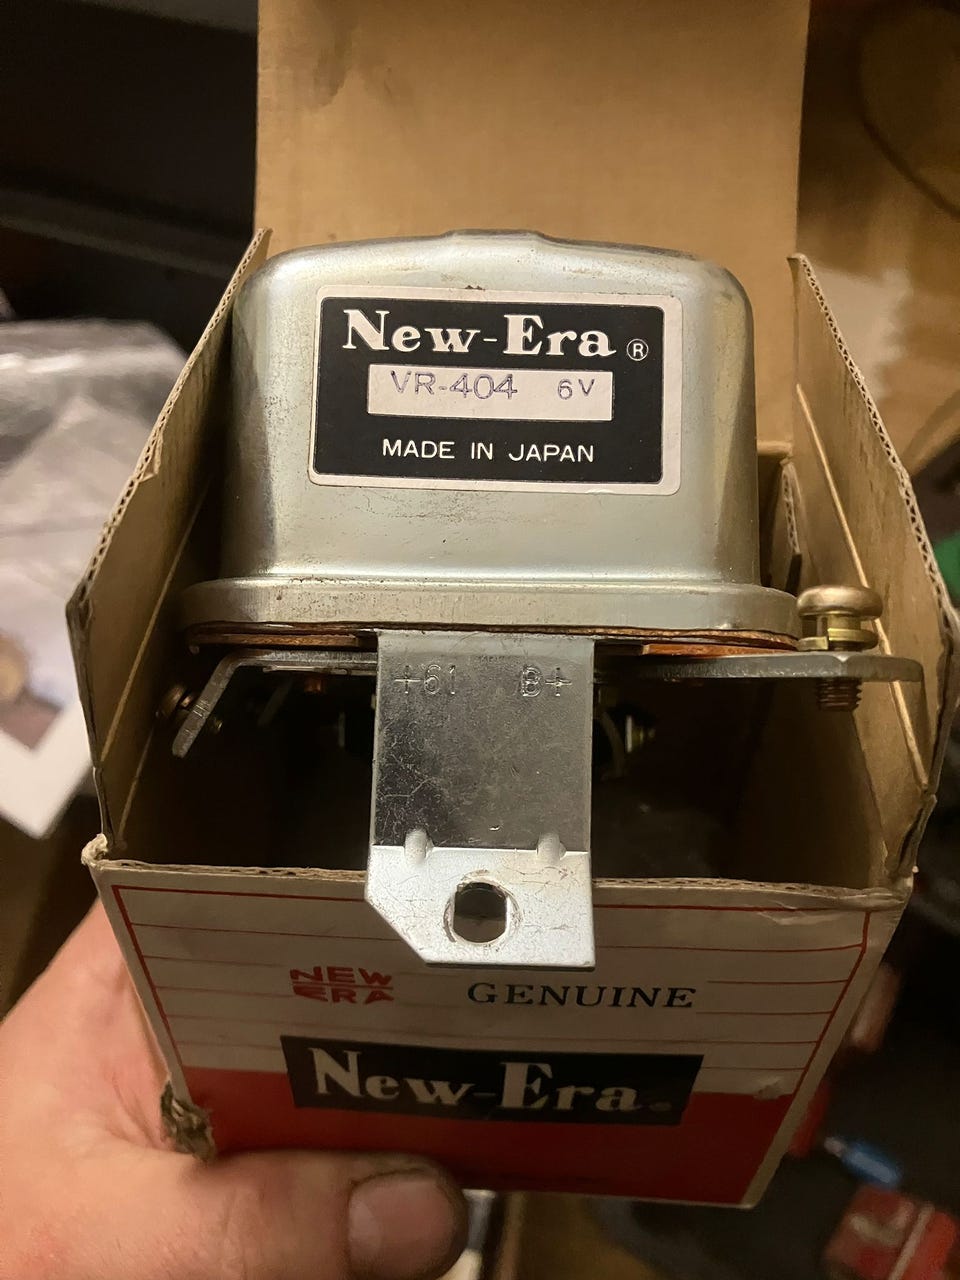 New-Era ®
VR-404 6V
MADE IN JAPAN
+61 B+
NEW ERA GENUINE
New-Era